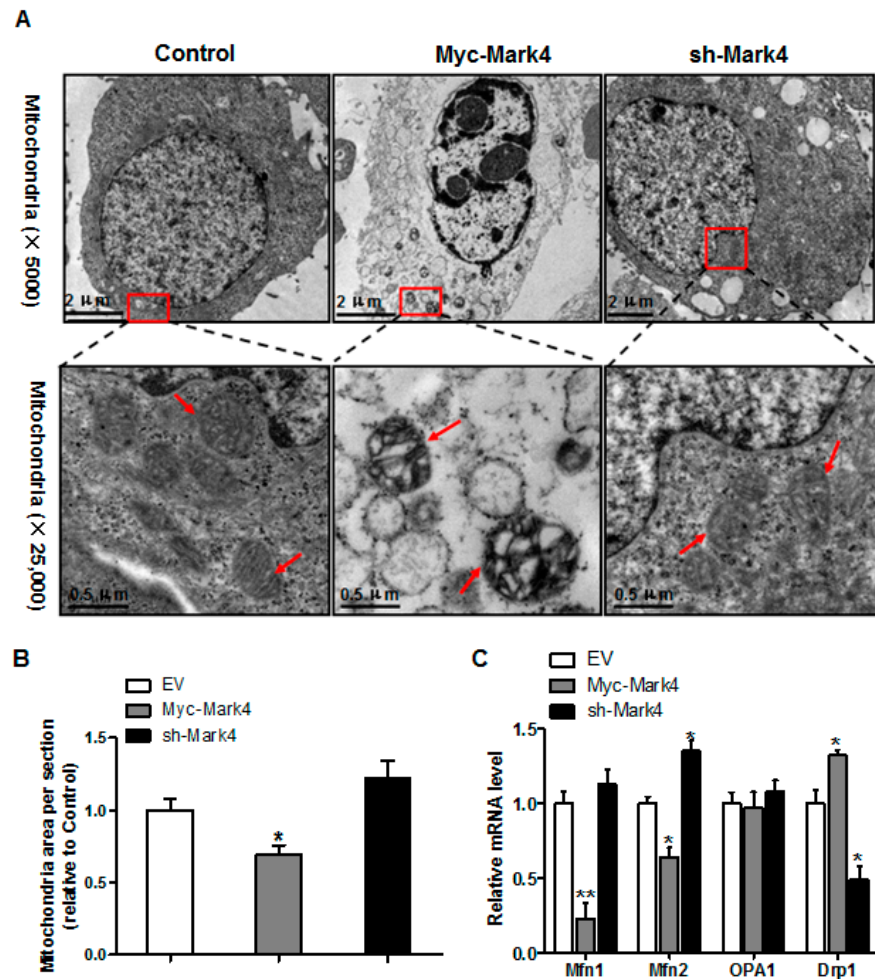 A
Control Myc-Mark4 sh-Mark4
Mitochondria (× 5000)
2 μm 2 μm 2 μm
Mitochondria (× 25,000)
0.5 μm 0.5 μm 0.5 μm
B
EV
Myc-Mark4
sh-Mark4
Mitochondria area per section
(relative to Control)
1.5
1.0
0.5
0.0
*
C
EV
Myc-Mark4
sh-Mark4
Relative mRNA level
1.5
1.0
0.5
0.0
** * * * *
Mfn1 Mfn2 OPA1 Drp1